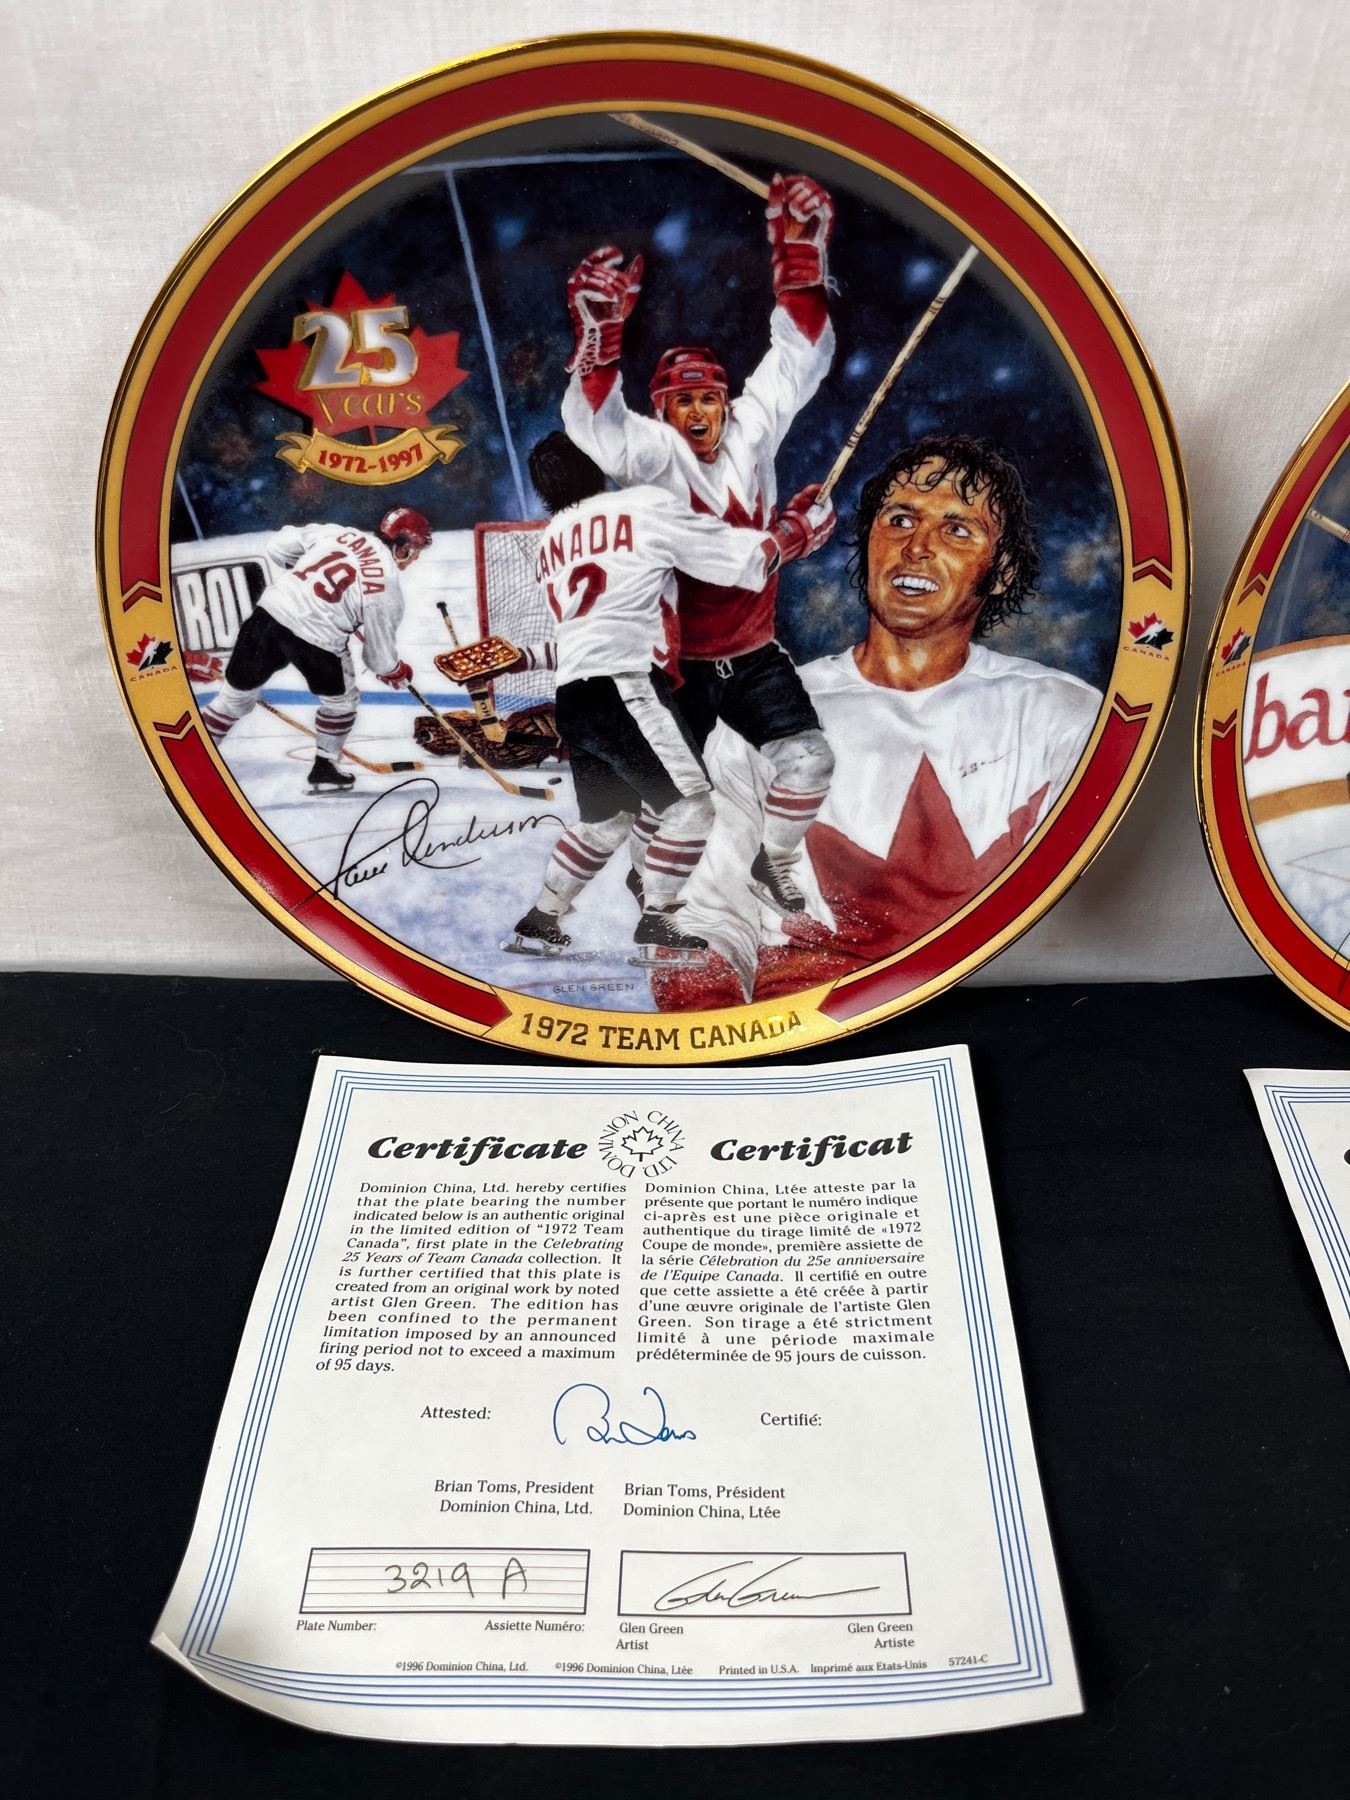 25
Years
1972-1997
CANADA
19
CANADA
12
ROL
CANADA
CANADA
Paul Henderson
GLEN GREEN
1972 TEAM CANADA
CANADA
ba
Certificate
DOMINION CHINA LTD.
Certificat
Dominion China, Ltd. hereby certifies
that the plate bearing the number
indicated below is an authentic original
in the limited edition of “1972 Team
Canada”, first plate in the Celebrating
25 Years of Team Canada collection. It
is further certified that this plate is
created from an original work by noted
artist Glen Green. The edition has
been confined to the permanent
limitation imposed by an announced
firing period not to exceed a maximum
of 95 days.
Dominion China, Ltée atteste par la
présente que portant le numéro indique
ci-après est une pièce originale et
authentique du tirage limité de «1972
Coupe de monde», première assiette de
la série Célébration du 25e anniversaire
de l'Equipe Canada. Il certifié en outre
que cette assiette a été créée à partir
d'une œuvre originale de l'artiste Glen
Green. Son tirage a été strictment
limité à une période maximale
prédéterminée de 95 jours de cuisson.
Attested:
Brian Toms
Certifié:
Brian Toms, President
Dominion China, Ltd.
Brian Toms, Président
Dominion China, Ltée
3219 A
Glen Green
Plate Number: Assiette Numéro:
Glen Green
Artist
Glen Green
Artiste
©1996 Dominion China, Ltd. ©1996 Dominion China, Ltée Printed in U.S.A. Imprimé aux Etats-Unis 57241-C